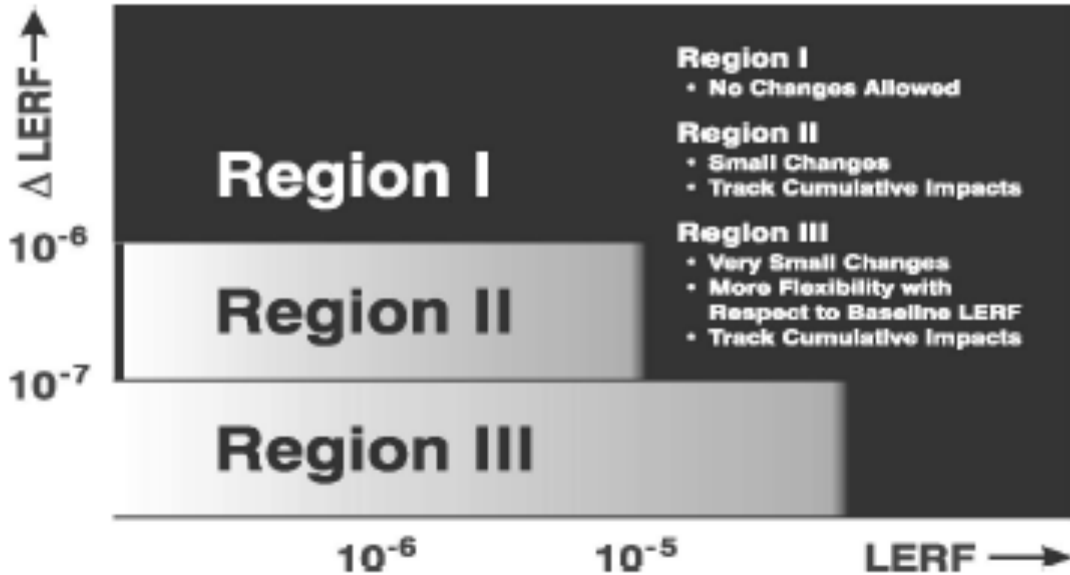 Δ LERF →
Region I
• No Changes Allowed
Region II
• Small Changes
• Track Cumulative Impacts
Region III
• Very Small Changes
• More Flexibility with
Respect to Baseline LERF
• Track Cumulative Impacts
Region I
10⁻⁶
Region II
10⁻⁷
Region III
10⁻⁶ 10⁻⁵ LERF →